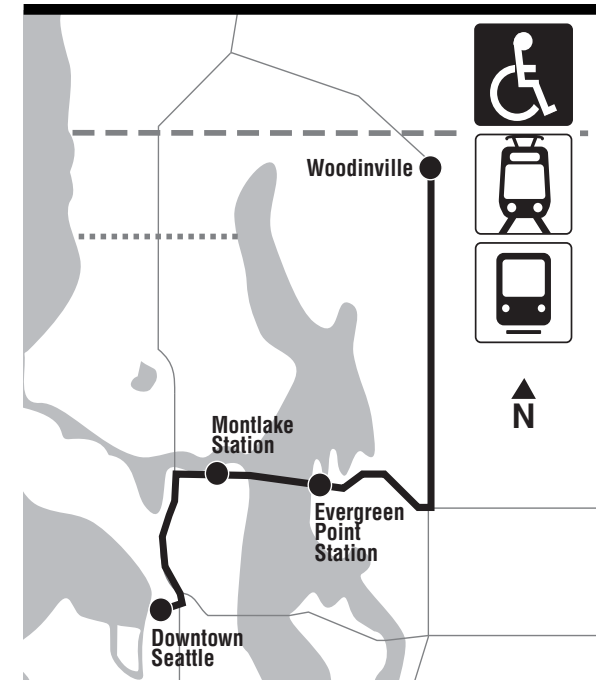 Woodinville
N
Montlake
Station
Evergreen
Point
Station
Downtown
Seattle